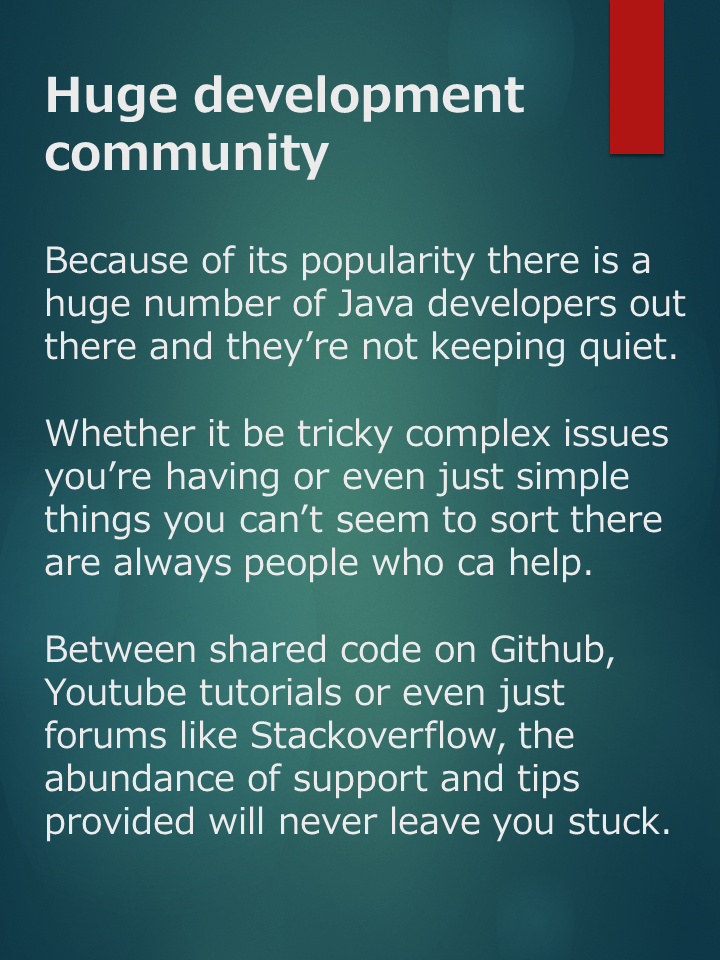 Huge development
community
Because of its popularity there is a
huge number of Java developers out
there and they’re not keeping quiet.
Whether it be tricky complex issues
you’re having or even just simple
things you can’t seem to sort there
are always people who ca help.
Between shared code on Github,
Youtube tutorials or even just
forums like Stackoverflow, the
abundance of support and tips
provided will never leave you stuck.